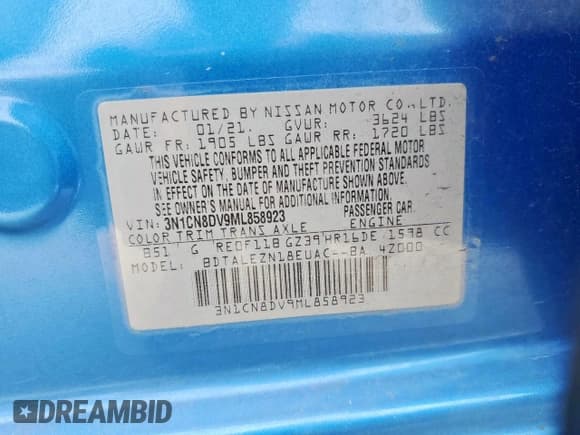 MANUFACTURED BY NISSAN MOTOR CO., LTD.
DATE: 01/21. GVWR: 3624 LBS
GAWR FR: 1905 LBS GAWR RR: 1720 LBS
THIS VEHICLE CONFORMS TO ALL APPLICABLE FEDERAL MOTOR
VEHICLE SAFETY, BUMPER, AND THEFT PREVENTION STANDARDS
IN EFFECT ON THE DATE OF MANUFACTURE SHOWN ABOVE.
SEE OWNER'S MANUAL FOR ADDITIONAL INFORMATION
VIN: 3N1CN8DV9ML858923 PASSENGER CAR.
COLOR TRIM TRANS AXLE ENGINE
B51 G RE0F11B GZ39 HR16DE 1598 CC
MODEL: BDTALEZN18EUAC--BA 4Z000
3N1CN8DV9ML858923
DREAMBID